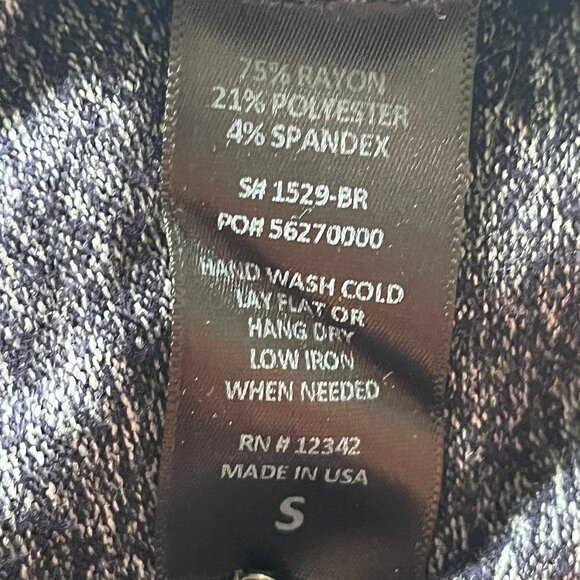 75% RAYON
21% POLYESTER
4% SPANDEX
S# 1529-BR
PO# 56270000
HAND WASH COLD
LAY FLAT OR
HANG DRY
LOW IRON
WHEN NEEDED
RN # 12342
MADE IN USA
S